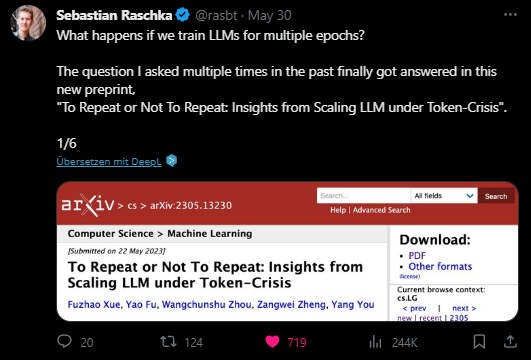 Sebastian Raschka @rasbt · May 30
What happens if we train LLMs for multiple epochs?
The question I asked multiple times in the past finally got answered in this
new preprint,
"To Repeat or Not To Repeat: Insights from Scaling LLM under Token-Crisis".
1/6
Übersetzen mit DeepL
arXiv > cs > arXiv:2305.13230
Search...
All fields
Search
Help | Advanced Search
Computer Science > Machine Learning
[Submitted on 22 May 2023]
To Repeat or Not To Repeat: Insights from
Scaling LLM under Token-Crisis
Fuzhao Xue, Yao Fu, Wangchunshu Zhou, Zangwei Zheng, Yang You
Download:
• PDF
• Other formats
(license)
Current browse context:
cs.LG
< prev | next >
new | recent | 2305
20
124
719
244K